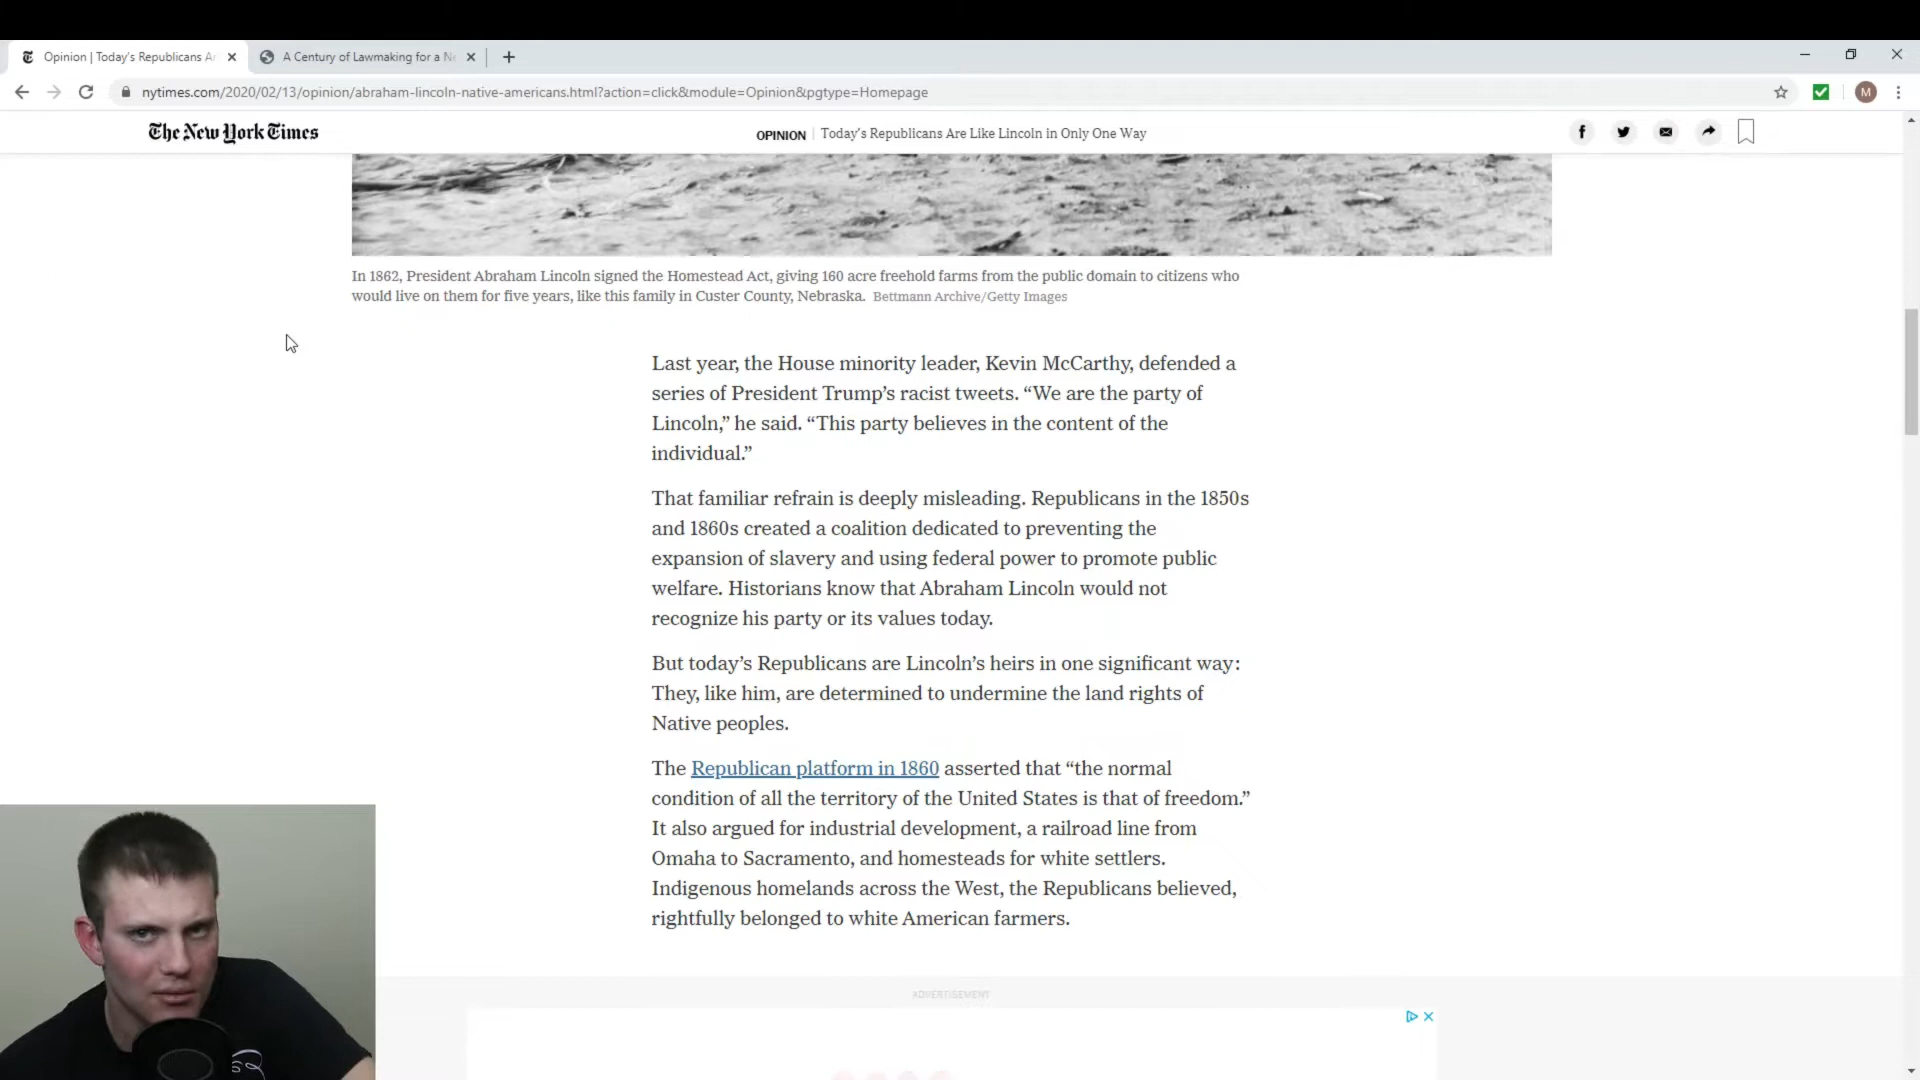 Opinion | Today's Republicans Ar
A Century of Lawmaking for a Ne
nytimes.com/2020/02/13/opinion/abraham-lincoln-native-americans.html?action=click&module=Opinion&pgtype=Homepage
M
The New York Times
OPINION | Today's Republicans Are Like Lincoln in Only One Way
In 1862, President Abraham Lincoln signed the Homestead Act, giving 160 acre freehold farms from the public domain to citizens who
would live on them for five years, like this family in Custer County, Nebraska. Bettmann Archive/Getty Images
Last year, the House minority leader, Kevin McCarthy, defended a
series of President Trump's racist tweets. “We are the party of
Lincoln,” he said. “This party believes in the content of the
individual.”
That familiar refrain is deeply misleading. Republicans in the 1850s
and 1860s created a coalition dedicated to preventing the
expansion of slavery and using federal power to promote public
welfare. Historians know that Abraham Lincoln would not
recognize his party or its values today.
But today's Republicans are Lincoln's heirs in one significant way:
They, like him, are determined to undermine the land rights of
Native peoples.
The Republican platform in 1860 asserted that “the normal
condition of all the territory of the United States is that of freedom.”
It also argued for industrial development, a railroad line from
Omaha to Sacramento, and homesteads for white settlers.
Indigenous homelands across the West, the Republicans believed,
rightfully belonged to white American farmers.
ADVERTISEMENT